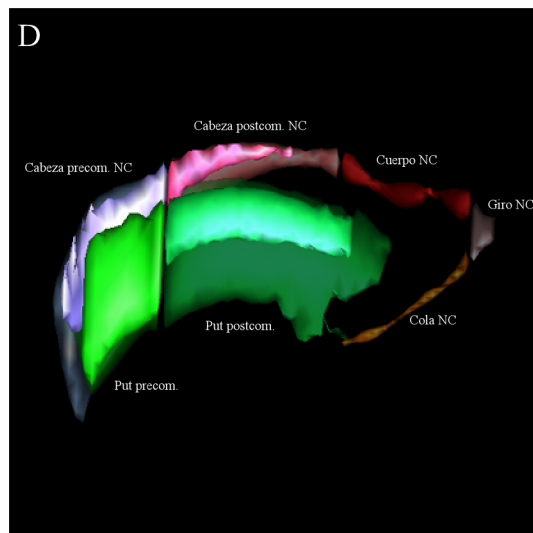 D
Cabeza postcom. NC
Cabeza precom. NC
Cuerpo NC
Giro NC
Cola NC
Put postcom.
Put precom.